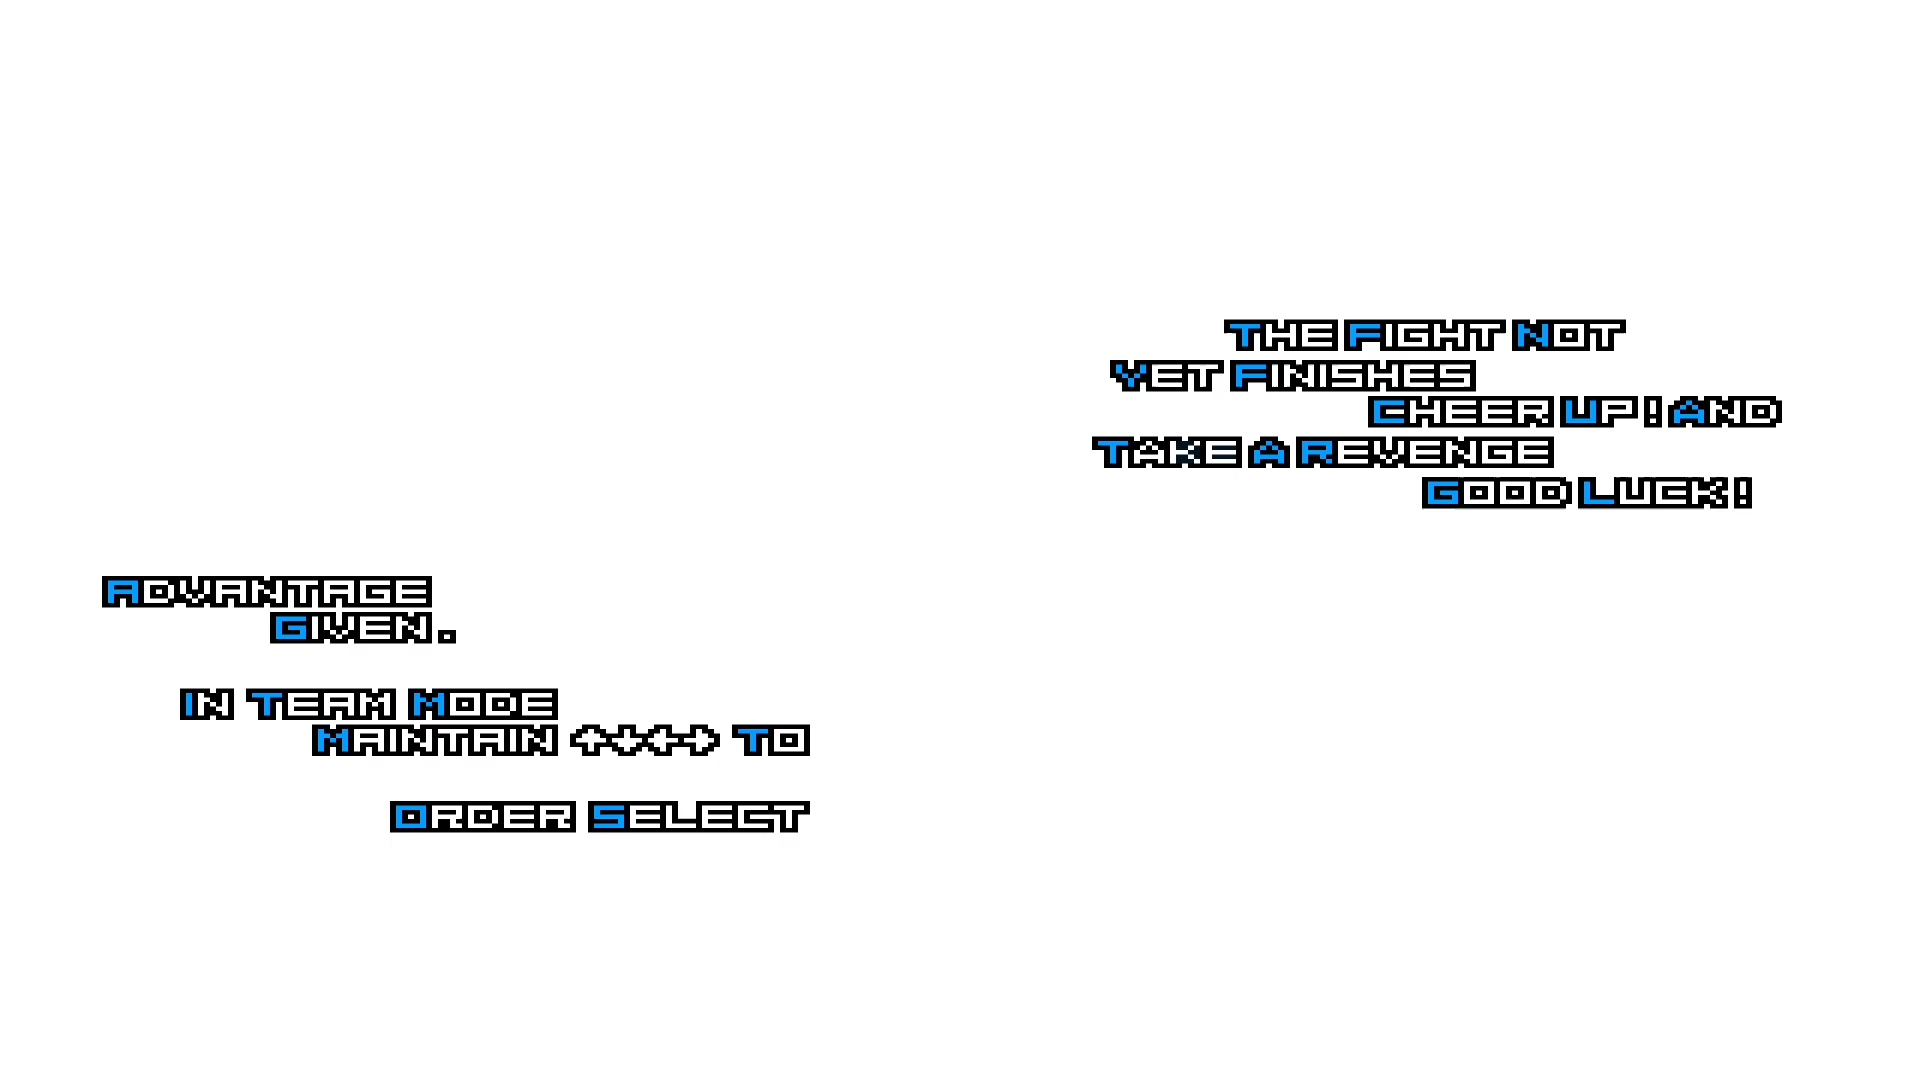 The Fight Not
Yet Finishes
Cheer Up! And
Take A Revenge
Good Luck!
Advantage
Given.
In Team Mode
Maintain ↑↓←→ To
Order Select